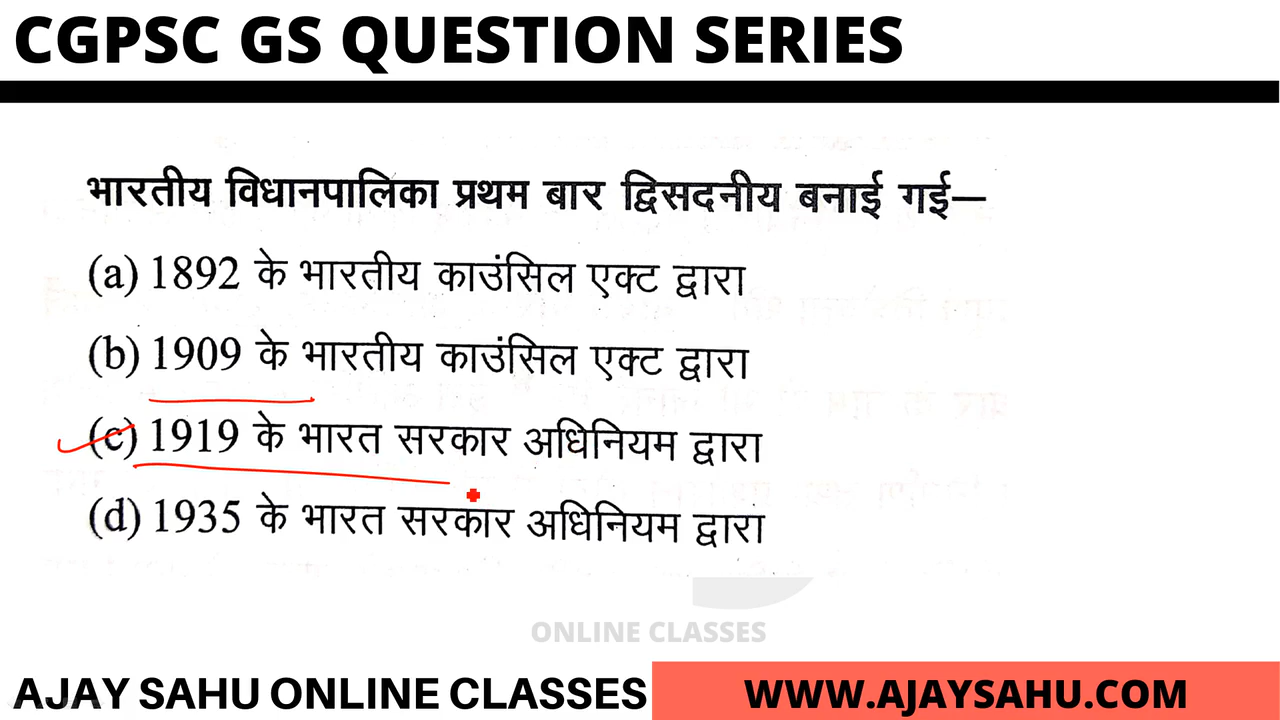 CGPSC GS QUESTION SERIES
भारतीय विधानपालिका प्रथम बार द्विसदनीय बनाई गई—
(a) 1892 के भारतीय काउंसिल एक्ट द्वारा
(b) 1909 के भारतीय काउंसिल एक्ट द्वारा
(c) 1919 के भारत सरकार अधिनियम द्वारा
(d) 1935 के भारत सरकार अधिनियम द्वारा
ONLINE CLASSES
AJAY SAHU ONLINE CLASSES
WWW.AJAYSAHU.COM